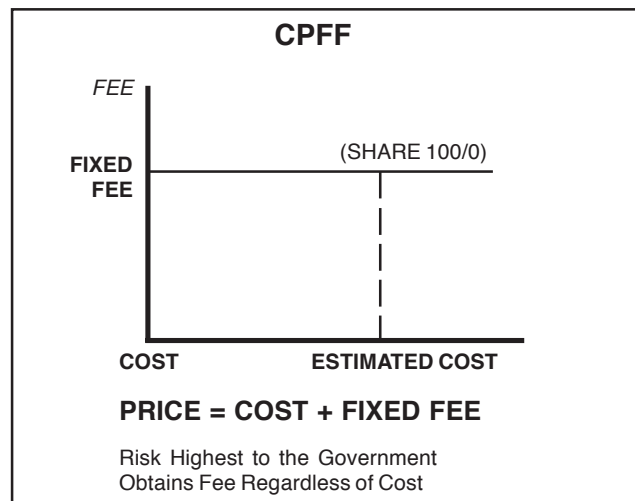 CPFF
FEE
(SHARE 100/0)
FIXED
FEE
COST
ESTIMATED COST
PRICE = COST + FIXED FEE
Risk Highest to the Government
Obtains Fee Regardless of Cost